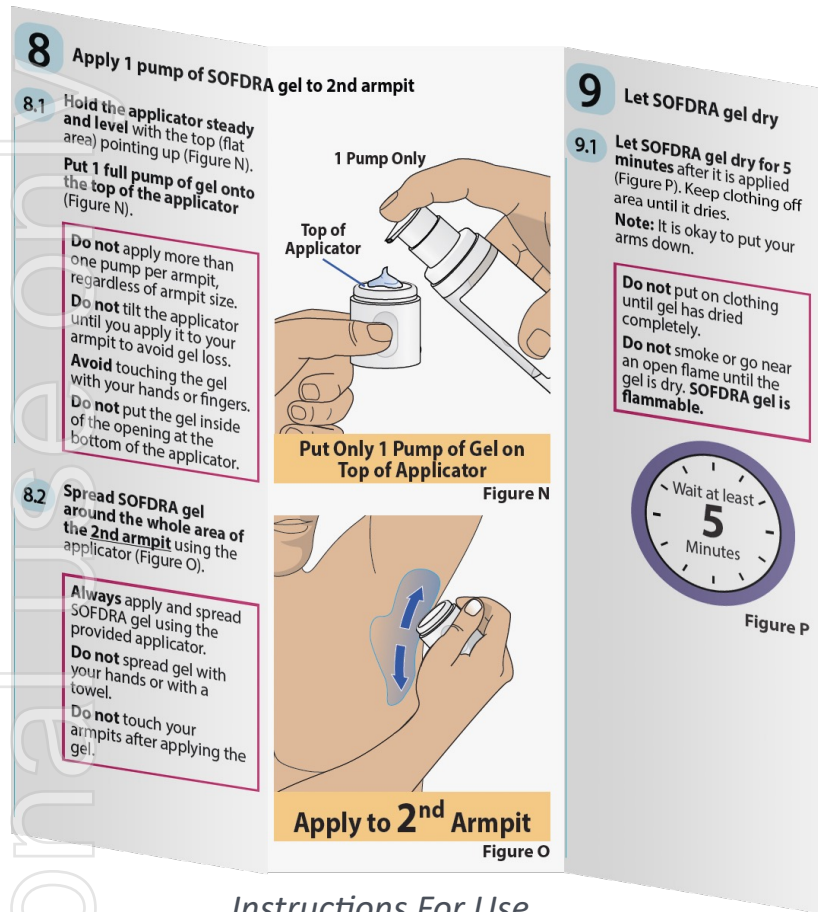 8
Apply 1 pump of SOFDRA gel to 2nd armpit
8.1
Hold the applicator steady
and level with the top (flat
area) pointing up (Figure N).
Put 1 full pump of gel onto
the top of the applicator
(Figure N).
Do not apply more than
one pump per armpit,
regardless of armpit size.
Do not tilt the applicator
until you apply it to your
armpit to avoid gel loss.
Avoid touching the gel
with your hands or fingers.
Do not put the gel inside
of the opening at the
bottom of the applicator.
8.2
Spread SOFDRA gel
around the whole area of
the 2nd armpit using the
applicator (Figure O).
Always apply and spread
SOFDRA gel using the
provided applicator.
Do not spread gel with
your hands or with a
towel.
Do not touch your
armpits after applying the
gel.
1 Pump Only
Top of
Applicator
Put Only 1 Pump of Gel on
Top of Applicator
Figure N
Apply to 2nd Armpit
Figure O
9
Let SOFDRA gel dry
9.1
Let SOFDRA gel dry for 5
minutes after it is applied
(Figure P). Keep clothing off
area until it dries.
Note: It is okay to put your
arms down.
Do not put on clothing
until gel has dried
completely.
Do not smoke or go near
an open flame until the
gel is dry. SOFDRA gel is
flammable.
Wait at least
5
Minutes
Figure P
Instructions For Use
onal use only